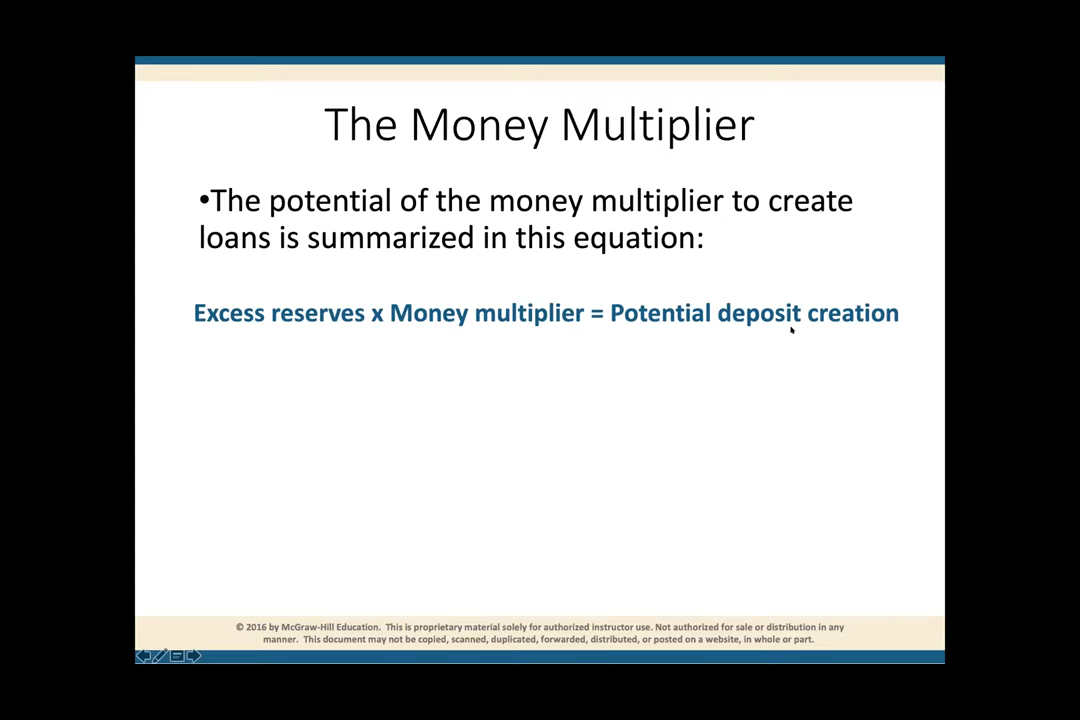 The Money Multiplier
•The potential of the money multiplier to create
loans is summarized in this equation:
Excess reserves x Money multiplier = Potential deposit creation
© 2016 by McGraw-Hill Education. This is proprietary material solely for authorized instructor use. Not authorized for sale or distribution in any
manner. This document may not be copied, scanned, duplicated, forwarded, distributed, or posted on a website, in whole or part.